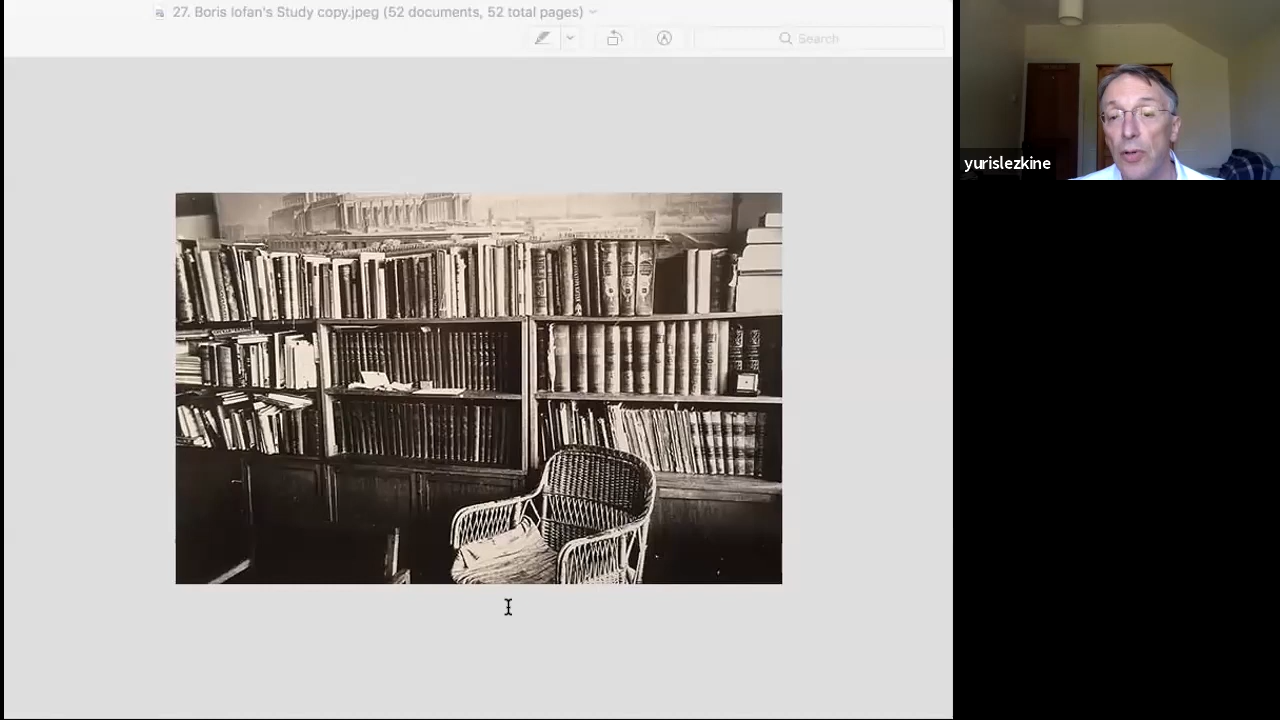 27. Boris Iofan's Study copy.jpeg (52 documents, 52 total pages)
Search
yurislezkine